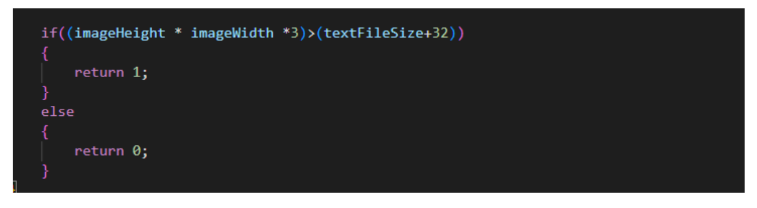 if((imageHeight * imageWidth *3)>(textFileSize+32))
{
return 1;
}
else
{
return 0;
}